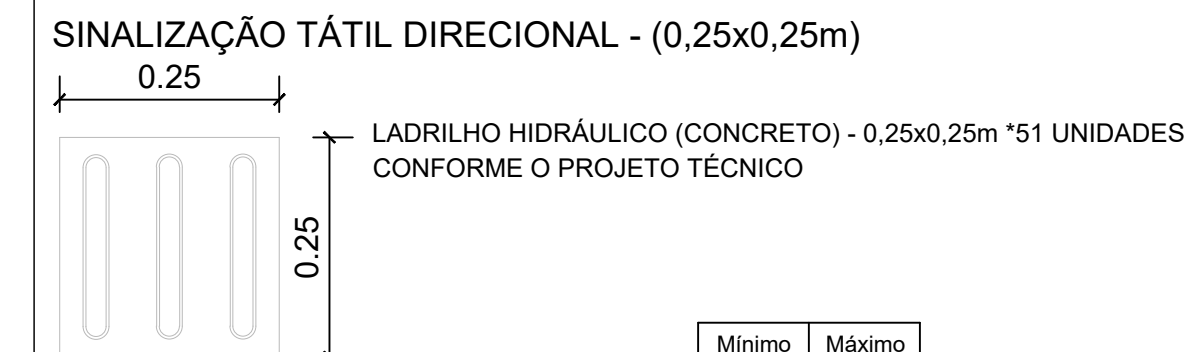 SINALIZAÇÃO TÁTIL DIRECIONAL - (0,25x0,25m)
0.25
LADRILHO HIDRÁULICO (CONCRETO) - 0,25x0,25m *51 UNIDADES
CONFORME O PROJETO TÉCNICO
0.25
Mínimo Máximo